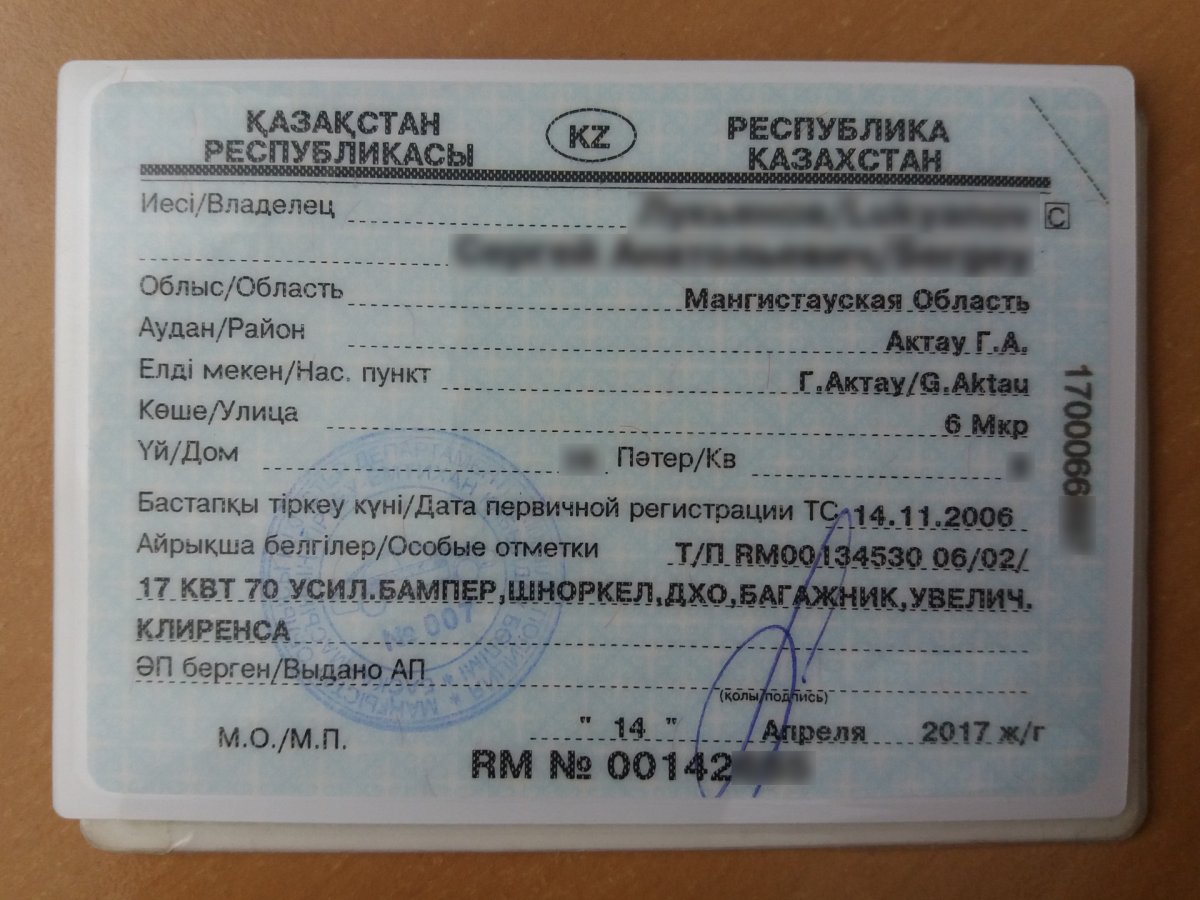 ҚАЗАҚСТАН
РЕСПУБЛИКАСЫ
KZ
РЕСПУБЛИКА
КАЗАХСТАН
Иесі/Владелец
C
Облыс/Область Мангистауская Область
Аудан/Район Актау Г.А.
Елді мекен/Нас. пункт Г.Актау/G.Aktau
Көше/Улица 6 Мкр
Үй/Дом Пәтер/Кв
Бастапқы тіркеу күні/Дата первичной регистрации ТС 14.11.2006
Айрықша белгілер/Особые отметки Т/П RM00134530 06/02/
17 КВТ 70 УСИЛ.БАМПЕР,ШНОРКЕЛ,ДХО,БАГАЖНИК,УВЕЛИЧ.
КЛИРЕНСА
ӘП берген/Выдано АП
(қолы/подпись)
М.О./М.П. " 14 " Апреля 2017 ж/г
RM № 00142
1700066
№ 007